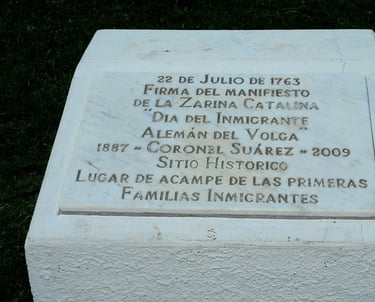 22 DE JULIO DE 1763
FIRMA DEL MANIFIESTO
DE LA ZARINA CATALINA
"DIA DEL INMIGRANTE
ALEMÁN DEL VOLGA"
1887 - CORONEL SUÁREZ - 2009
SITIO HISTORICO
LUGAR DE ACAMPE DE LAS PRIMERAS
FAMILIAS INMIGRANTES